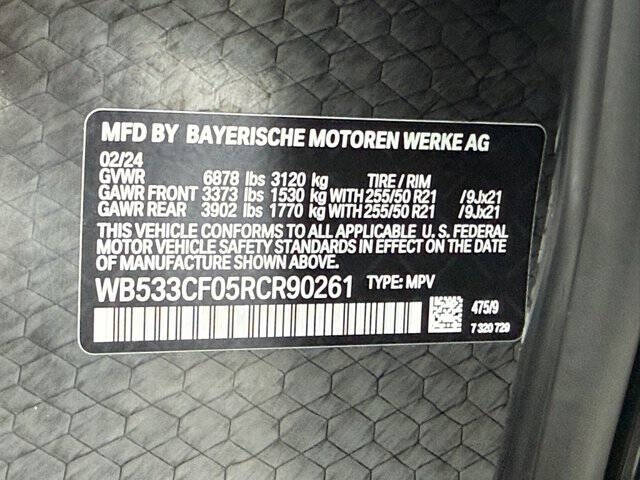 MFD BY BAYERISCHE MOTOREN WERKE AG
02/24
GVWR 6878 lbs 3120 kg TIRE / RIM
GAWR FRONT 3373 lbs 1530 kg WITH 255/50 R21 /9Jx21
GAWR REAR 3902 lbs 1770 kg WITH 255/50 R21 /9Jx21
THIS VEHICLE CONFORMS TO ALL APPLICABLE U. S. FEDERAL
MOTOR VEHICLE SAFETY STANDARDS IN EFFECT ON THE DATE
OF MANUFACTURE SHOWN ABOVE.
WB533CF05RCR90261 TYPE: MPV
475/9
7 320 729